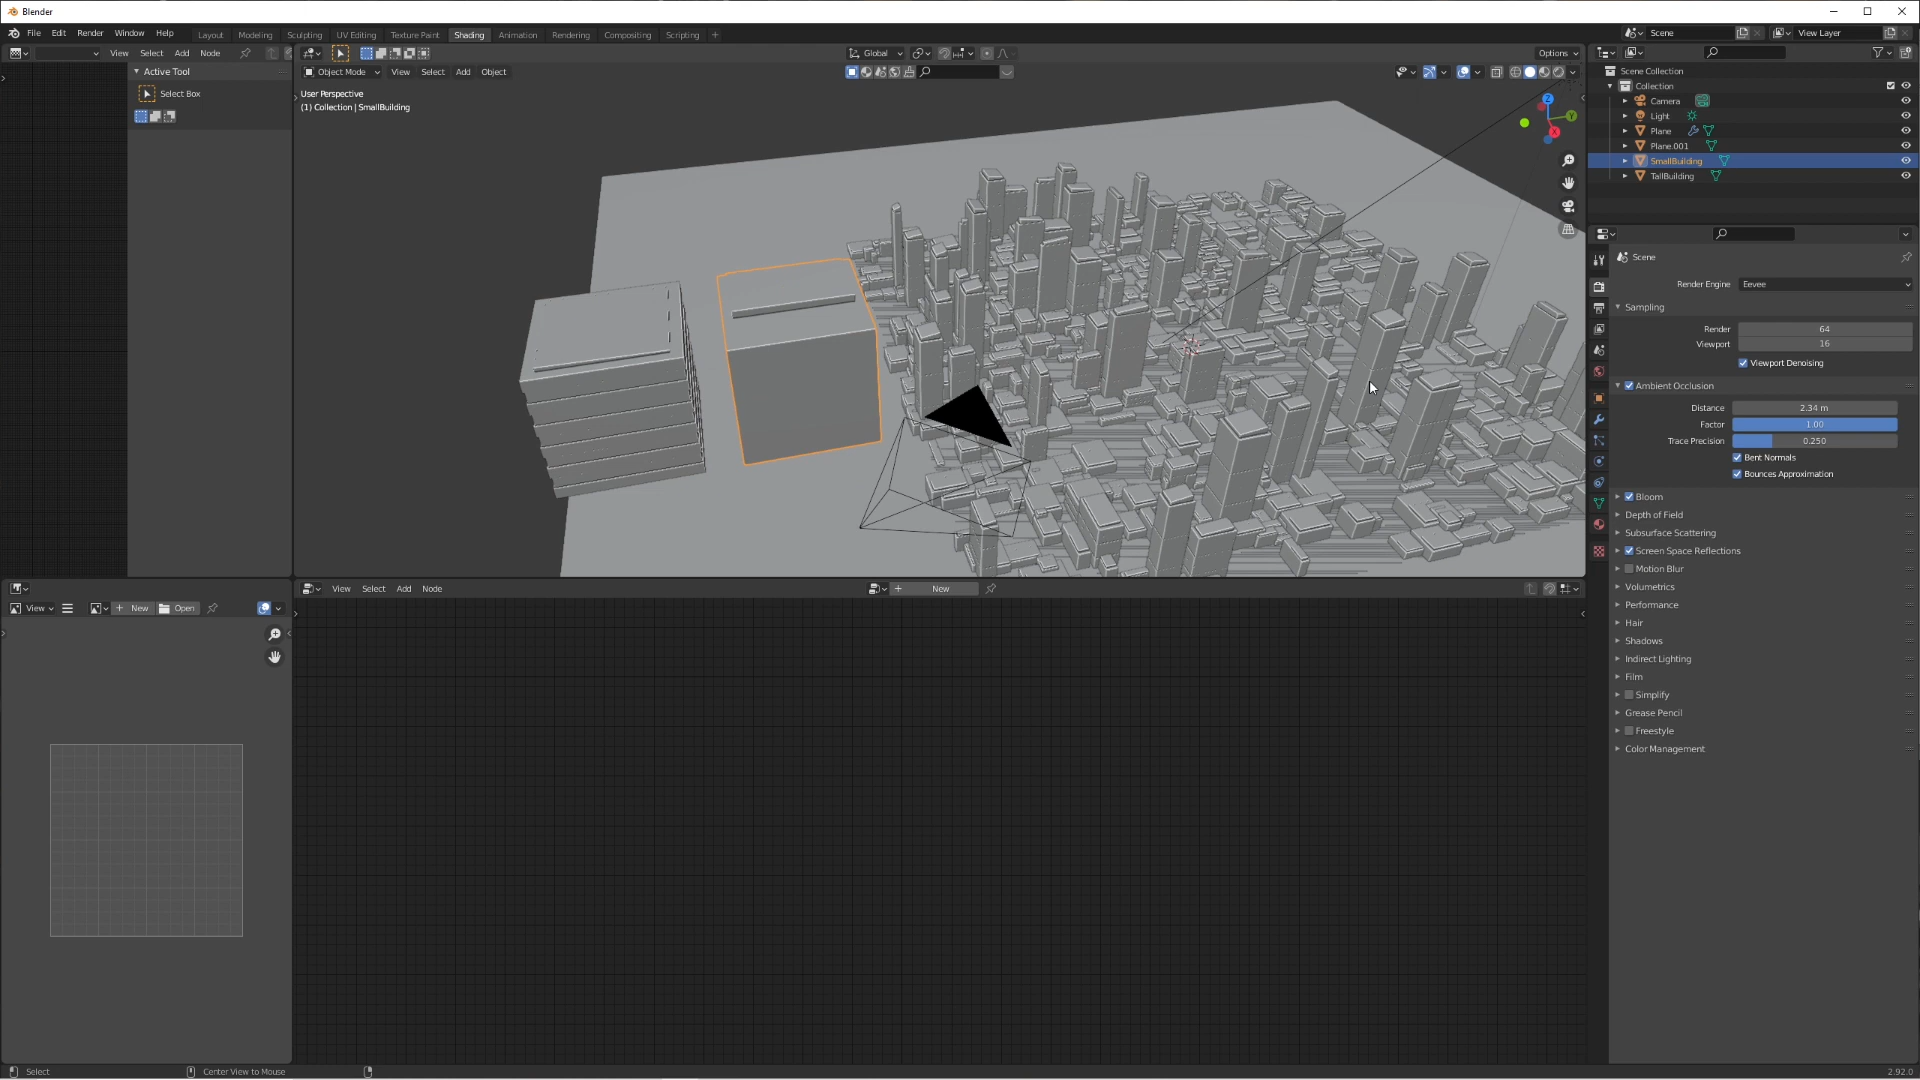 Blender
File Edit Render Window Help Layout Modeling Sculpting UV Editing Texture Paint Shading Animation Rendering Compositing Scripting + Scene View Layer
View Select Add Node Global Options
Active Tool
Object Mode View Select Add Object
Select Box
User Perspective
(1) Collection | SmallBuilding
Z
Y
X
Scene Collection
Collection
Camera
Light
Plane
Plane.001
SmallBuilding
TallBuilding
Scene
Render Engine Eevee
Sampling
Render 64
Viewport 16
Viewport Denoising
Ambient Occlusion
Distance 2.34 m
Factor 1.00
Trace Precision 0.250
Bent Normals
Bounces Approximation
Bloom
Depth of Field
Subsurface Scattering
Screen Space Reflections
Motion Blur
Volumetrics
Performance
Hair
Shadows
Indirect Lighting
Film
Simplify
Grease Pencil
Freestyle
Color Management
View Select Add Node + New
View + New Open
Select Center View to Mouse 2.92.0